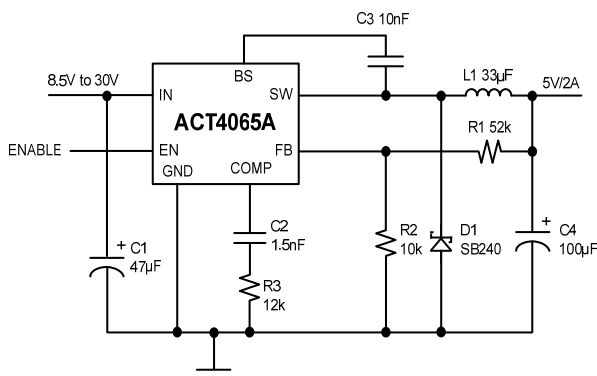 C3 10nF
8.5V to 30V
BS
L1 33µF
5V/2A
IN
SW
ACT4065A
R1 52k
ENABLE
EN
FB
GND
COMP
C2
1.5nF
R2
10k
D1
SB240
+
C4
100µF
+
C1
47µF
R3
12k